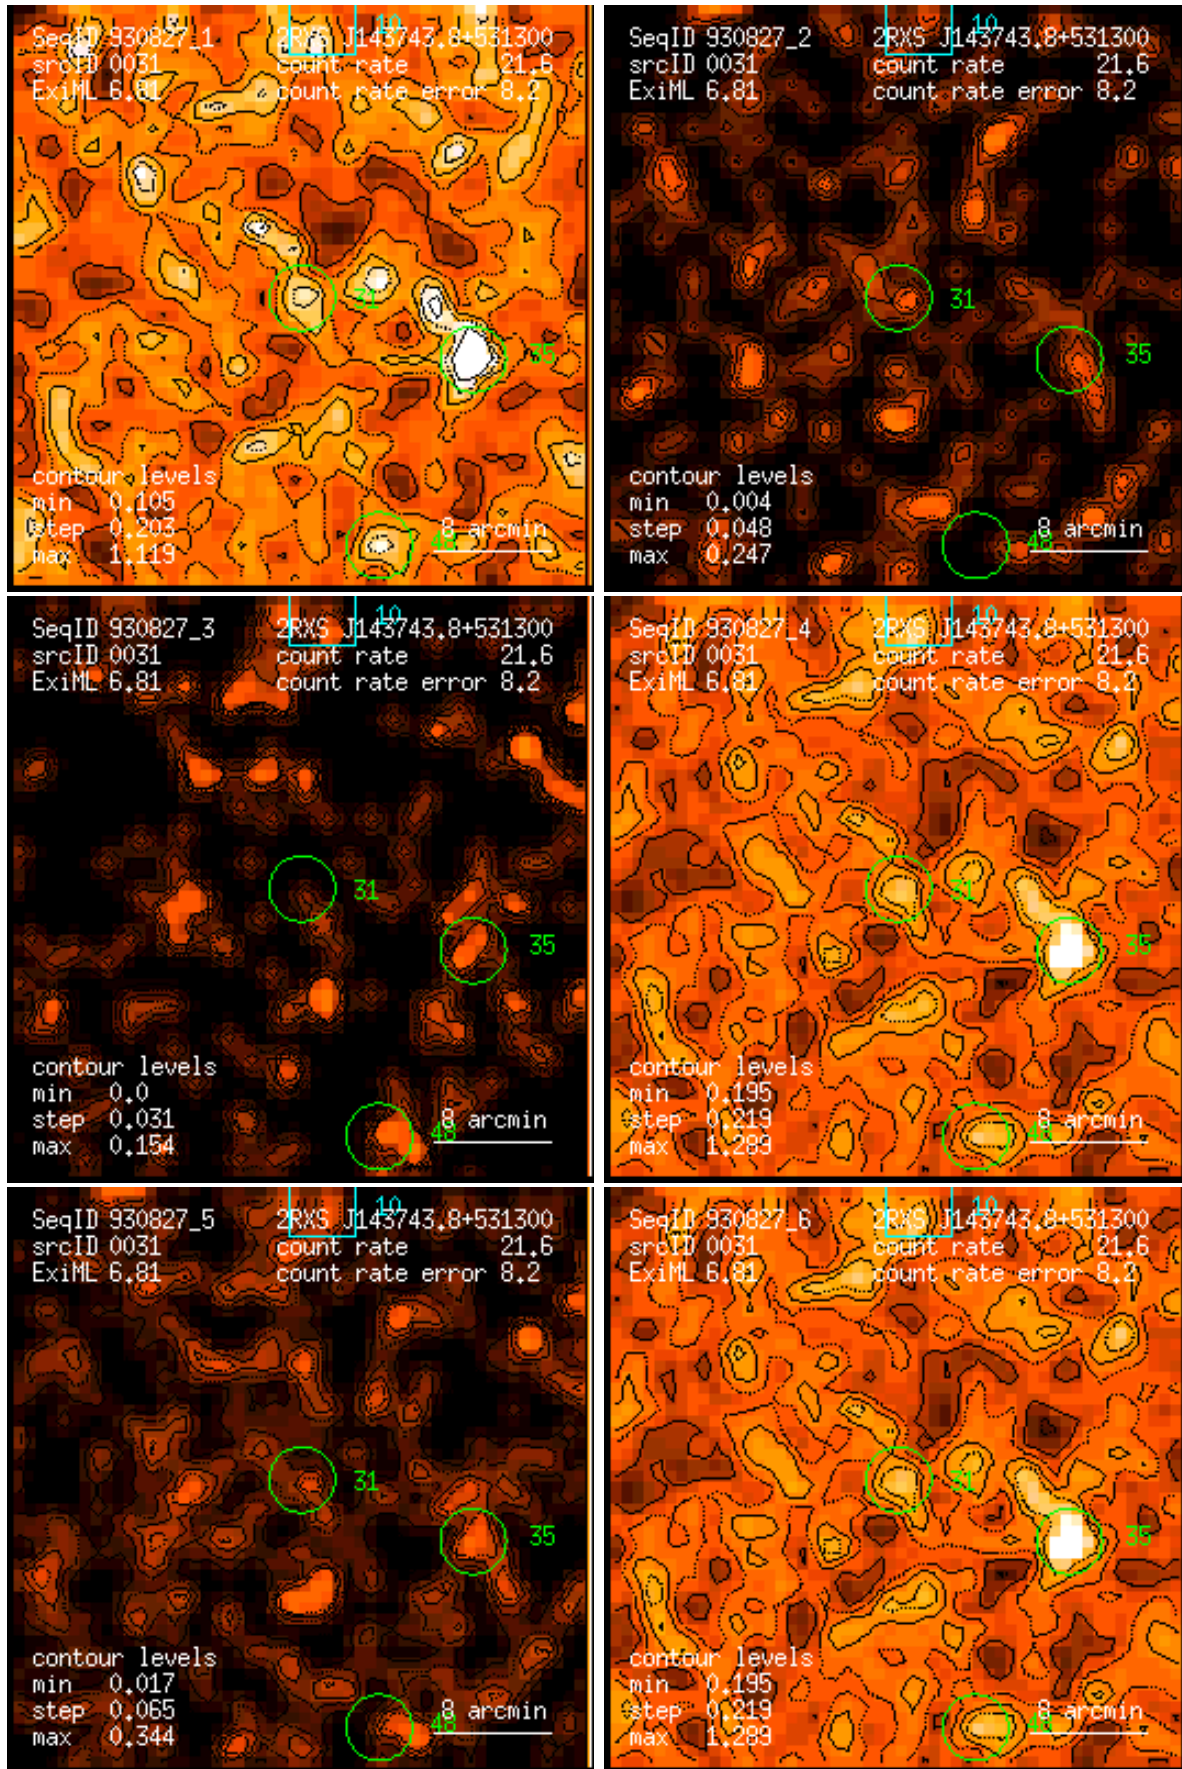 10
SeqID 930827_1 2RXS J143743.8+531300
srcID 0031 count rate 21.6
ExiML 6.81 count rate error 8.2
31
35
contour levels
min 0.105
step 0.203 8 arcmin
48
max 1.119
10
SeqID 930827_2 2RXS J143743.8+531300
srcID 0031 count rate 21.6
ExiML 6.81 count rate error 8.2
31
35
contour levels
min 0.004
step 0.048 8 arcmin
48
max 0.247
10
SeqID 930827_3 2RXS J143743.8+531300
srcID 0031 count rate 21.6
ExiML 6.81 count rate error 8.2
31
35
contour levels
min 0.0
step 0.031 8 arcmin
48
max 0.154
10
SeqID 930827_4 2RXS J143743.8+531300
srcID 0031 count rate 21.6
ExiML 6.81 count rate error 8.2
31
35
contour levels
min 0.195
step 0.219 8 arcmin
48
max 1.289
10
SeqID 930827_5 2RXS J143743.8+531300
srcID 0031 count rate 21.6
ExiML 6.81 count rate error 8.2
31
35
contour levels
min 0.017
step 0.065 8 arcmin
48
max 0.344
10
SeqID 930827_6 2RXS J143743.8+531300
srcID 0031 count rate 21.6
ExiML 6.81 count rate error 8.2
31
35
contour levels
min 0.195
step 0.219 8 arcmin
48
max 1.289